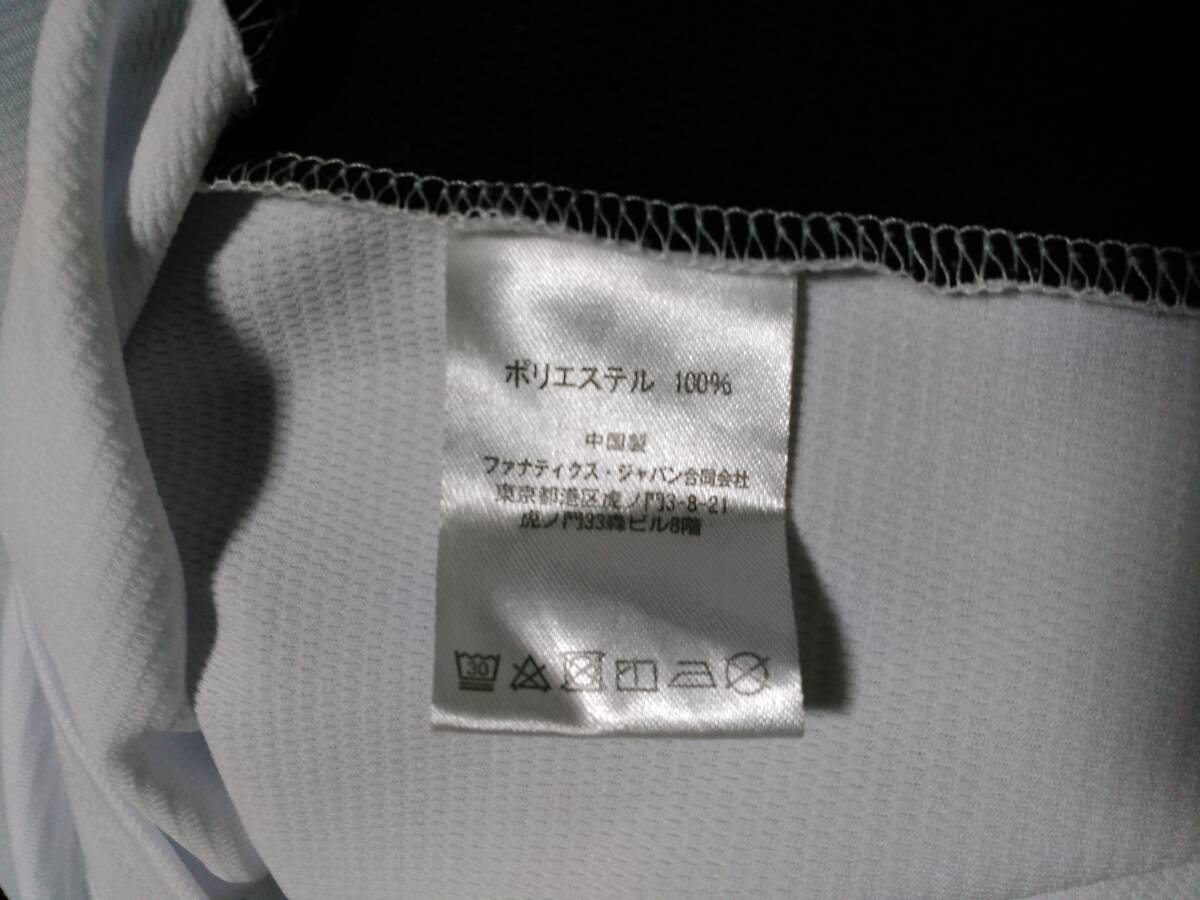 ポリエステル 100%
中国製
ファナティクス・ジャパン合同会社
東京都港区虎ノ門3-8-21
虎ノ門33森ビル8階
30